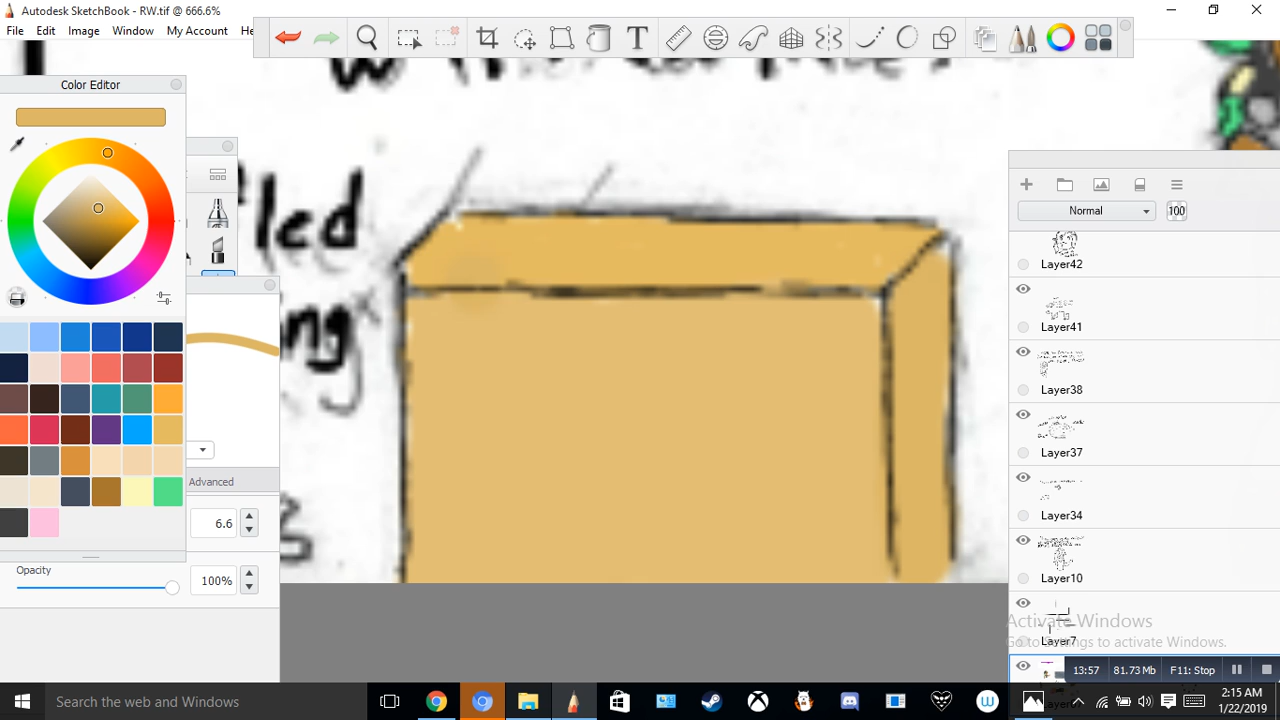 Autodesk SketchBook - RW.tif @ 666.6%
File Edit Image Window My Account
Color Editor
Normal 100
Layer42
Layer41
Layer38
Layer37
Layer34
Layer10
Layer7
Advanced
6.6
Opacity
100%
Activate Windows
Go to Settings to activate Windows.
13:57 81.73 Mb F11: Stop
Search the web and Windows
2:15 AM
1/22/2019